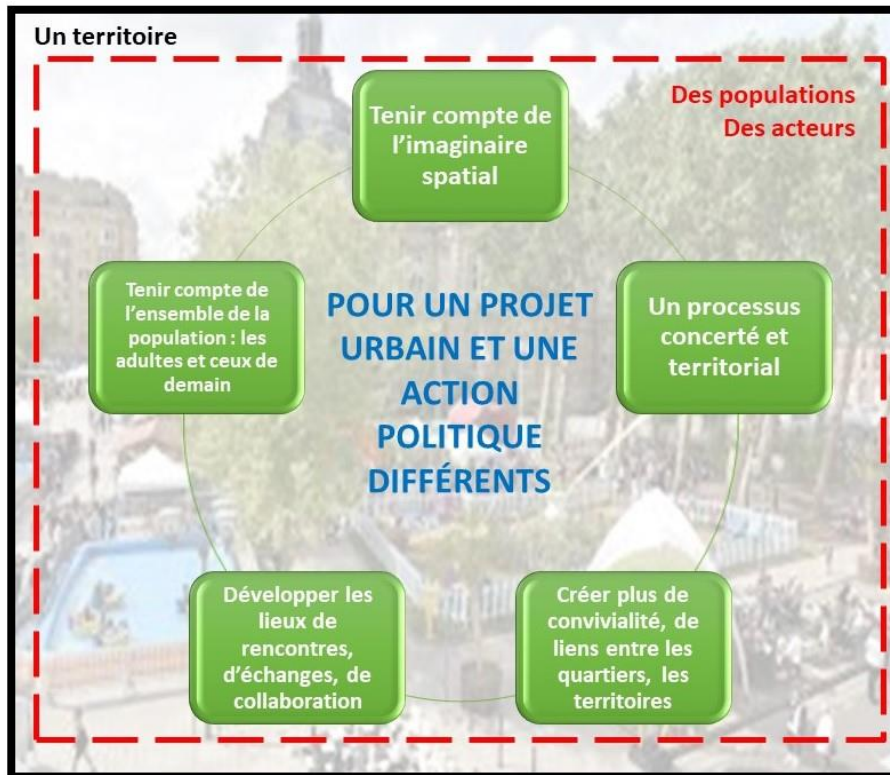 Un territoire
Des populations
Des acteurs
Tenir compte de
l’imaginaire
spatial
Tenir compte de
l’ensemble de la
population : les
adultes et ceux de
demain
POUR UN PROJET
URBAIN ET UNE
ACTION
POLITIQUE
DIFFÉRENTS
Un processus
concerté et
territorial
Développer les
lieux de
rencontres,
d’échanges, de
collaboration
Créer plus de
convivialité, de
liens entre les
quartiers, les
territoires